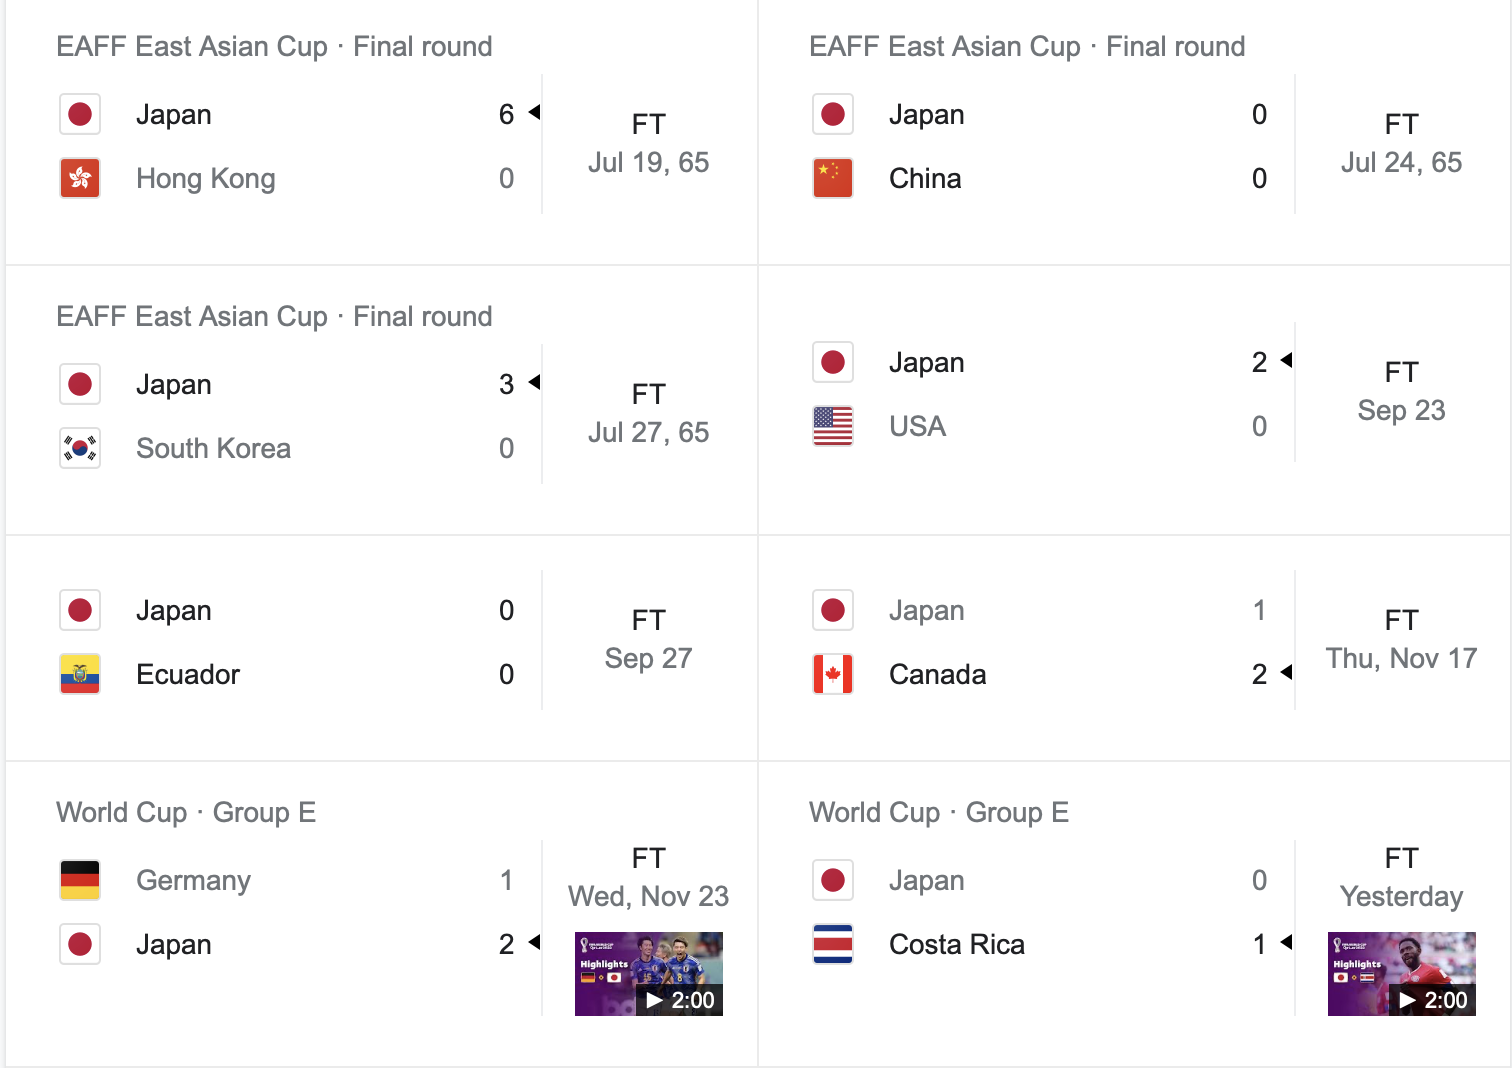 EAFF East Asian Cup · Final round
Japan 6
Hong Kong 0
FT
Jul 19, 65
EAFF East Asian Cup · Final round
Japan 0
China 0
FT
Jul 24, 65
EAFF East Asian Cup · Final round
Japan 3
South Korea 0
FT
Jul 27, 65
Japan 2
USA 0
FT
Sep 23
Japan 0
Ecuador 0
FT
Sep 27
Japan 1
Canada 2
FT
Thu, Nov 17
World Cup · Group E
Germany 1
Japan 2
FT
Wed, Nov 23
Highlights
2:00
World Cup · Group E
Japan 0
Costa Rica 1
FT
Yesterday
Highlights
2:00